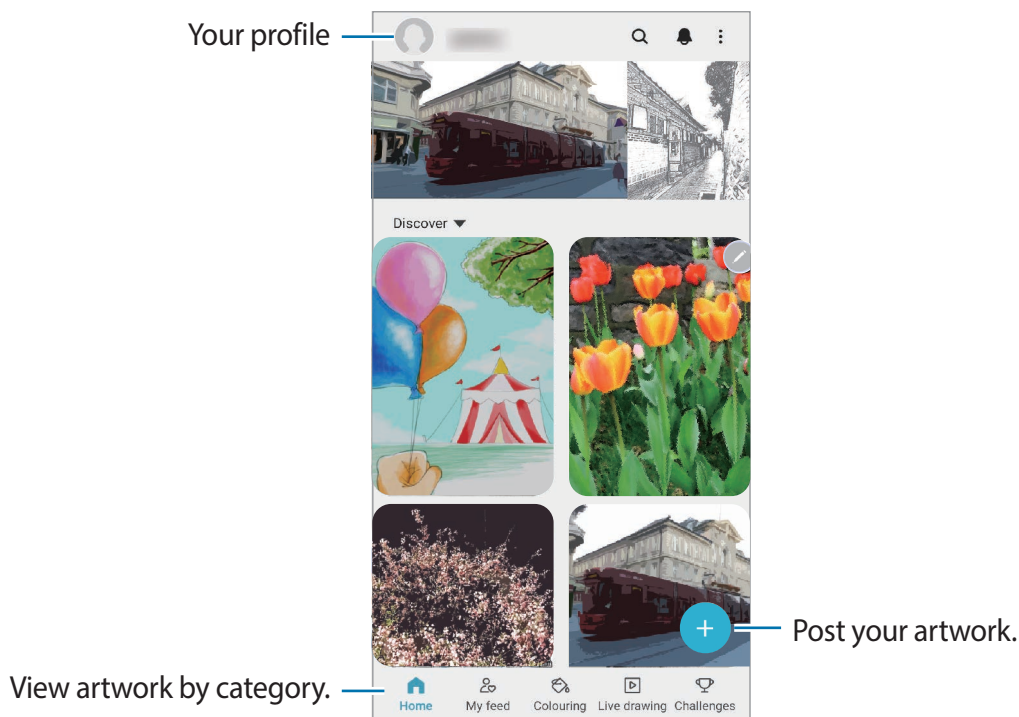 Your profile
Discover
Post your artwork.
View artwork by category.
Home My feed Colouring Live drawing Challenges